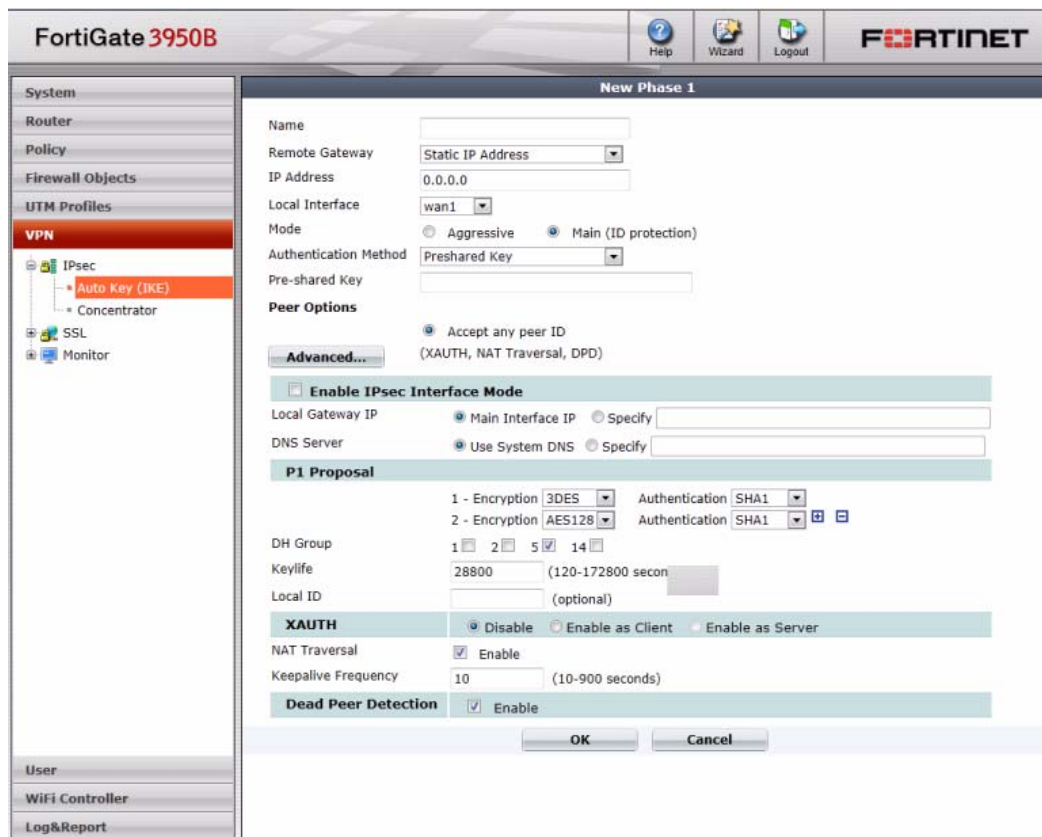 FortiGate 3950B
Help
Wizard
Logout
FORTINET
System
Router
Policy
Firewall Objects
UTM Profiles
VPN
IPsec
Auto Key (IKE)
Concentrator
SSL
Monitor
User
WiFi Controller
Log&Report
New Phase 1
Name
Remote Gateway Static IP Address
IP Address 0.0.0.0
Local Interface wan1
Mode Aggressive Main (ID protection)
Authentication Method Preshared Key
Pre-shared Key
Peer Options
Accept any peer ID
Advanced... (XAUTH, NAT Traversal, DPD)
Enable IPsec Interface Mode
Local Gateway IP Main Interface IP Specify
DNS Server Use System DNS Specify
P1 Proposal
1 - Encryption 3DES Authentication SHA1
2 - Encryption AES128 Authentication SHA1
DH Group 1 2 5 14
Keylife 28800 (120-172800 secon
Local ID (optional)
XAUTH Disable Enable as Client Enable as Server
NAT Traversal Enable
Keepalive Frequency 10 (10-900 seconds)
Dead Peer Detection Enable
OK Cancel